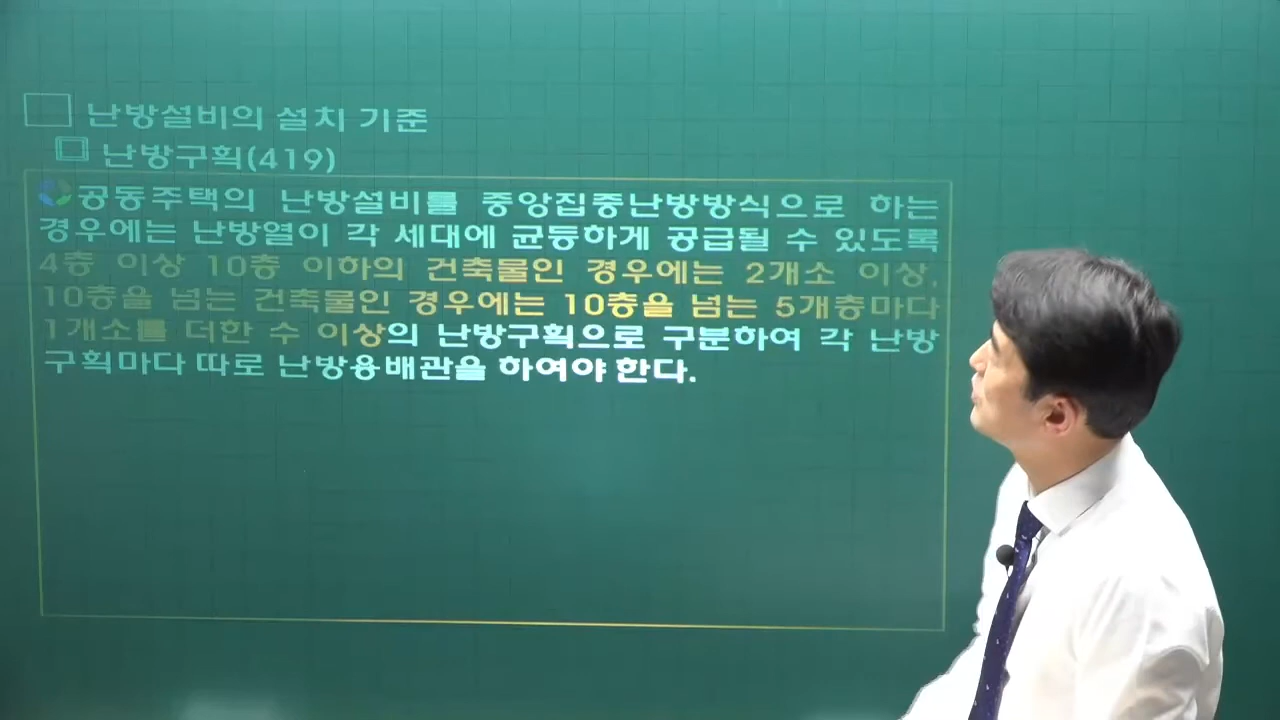 난방설비의 설치 기준
난방구획(419)
공동주택의 난방설비를 중앙집중난방방식으로 하는
경우에는 난방열이 각 세대에 균등하게 공급될 수 있도록
4층 이상 10층 이하의 건축물인 경우에는 2개소 이상,
10층을 넘는 건축물인 경우에는 10층을 넘는 5개층마다
1개소를 더한 수 이상의 난방구획으로 구분하여 각 난방
구획마다 따로 난방용배관을 하여야 한다.